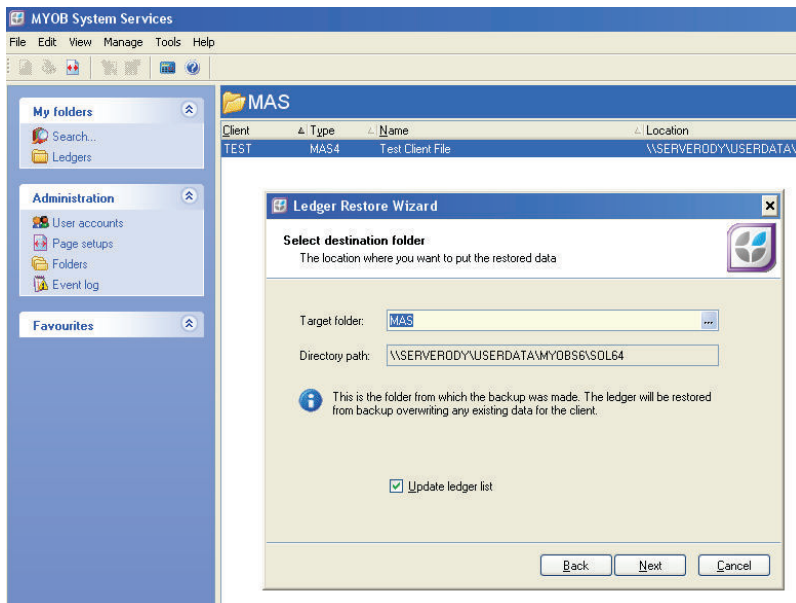 MYOB System Services
File Edit View Manage Tools Help
My folders
Search...
Ledgers
Administration
User accounts
Page setups
Folders
Event log
Favourites
MAS
Client Type Name Location
TEST MAS4 Test Client File \\SERVERODY\USERDATA\
Ledger Restore Wizard
Select destination folder
The location where you want to put the restored data
Target folder: MAS ...
Directory path: \\SERVERODY\USERDATA\MYOBS6\SOL64
This is the folder from which the backup was made. The ledger will be restored
from backup overwriting any existing data for the client.
Update ledger list
Back Next Cancel